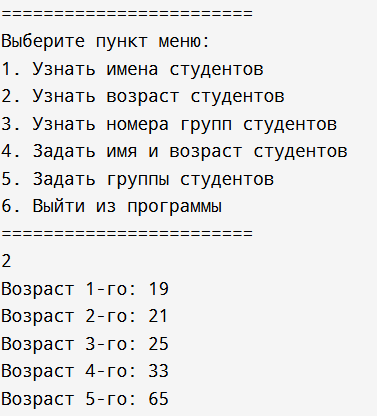 ========================
Выберите пункт меню:
1. Узнать имена студентов
2. Узнать возраст студентов
3. Узнать номера групп студентов
4. Задать имя и возраст студентов
5. Задать группы студентов
6. Выйти из программы
========================
2
Возраст 1-го: 19
Возраст 2-го: 21
Возраст 3-го: 25
Возраст 4-го: 33
Возраст 5-го: 65